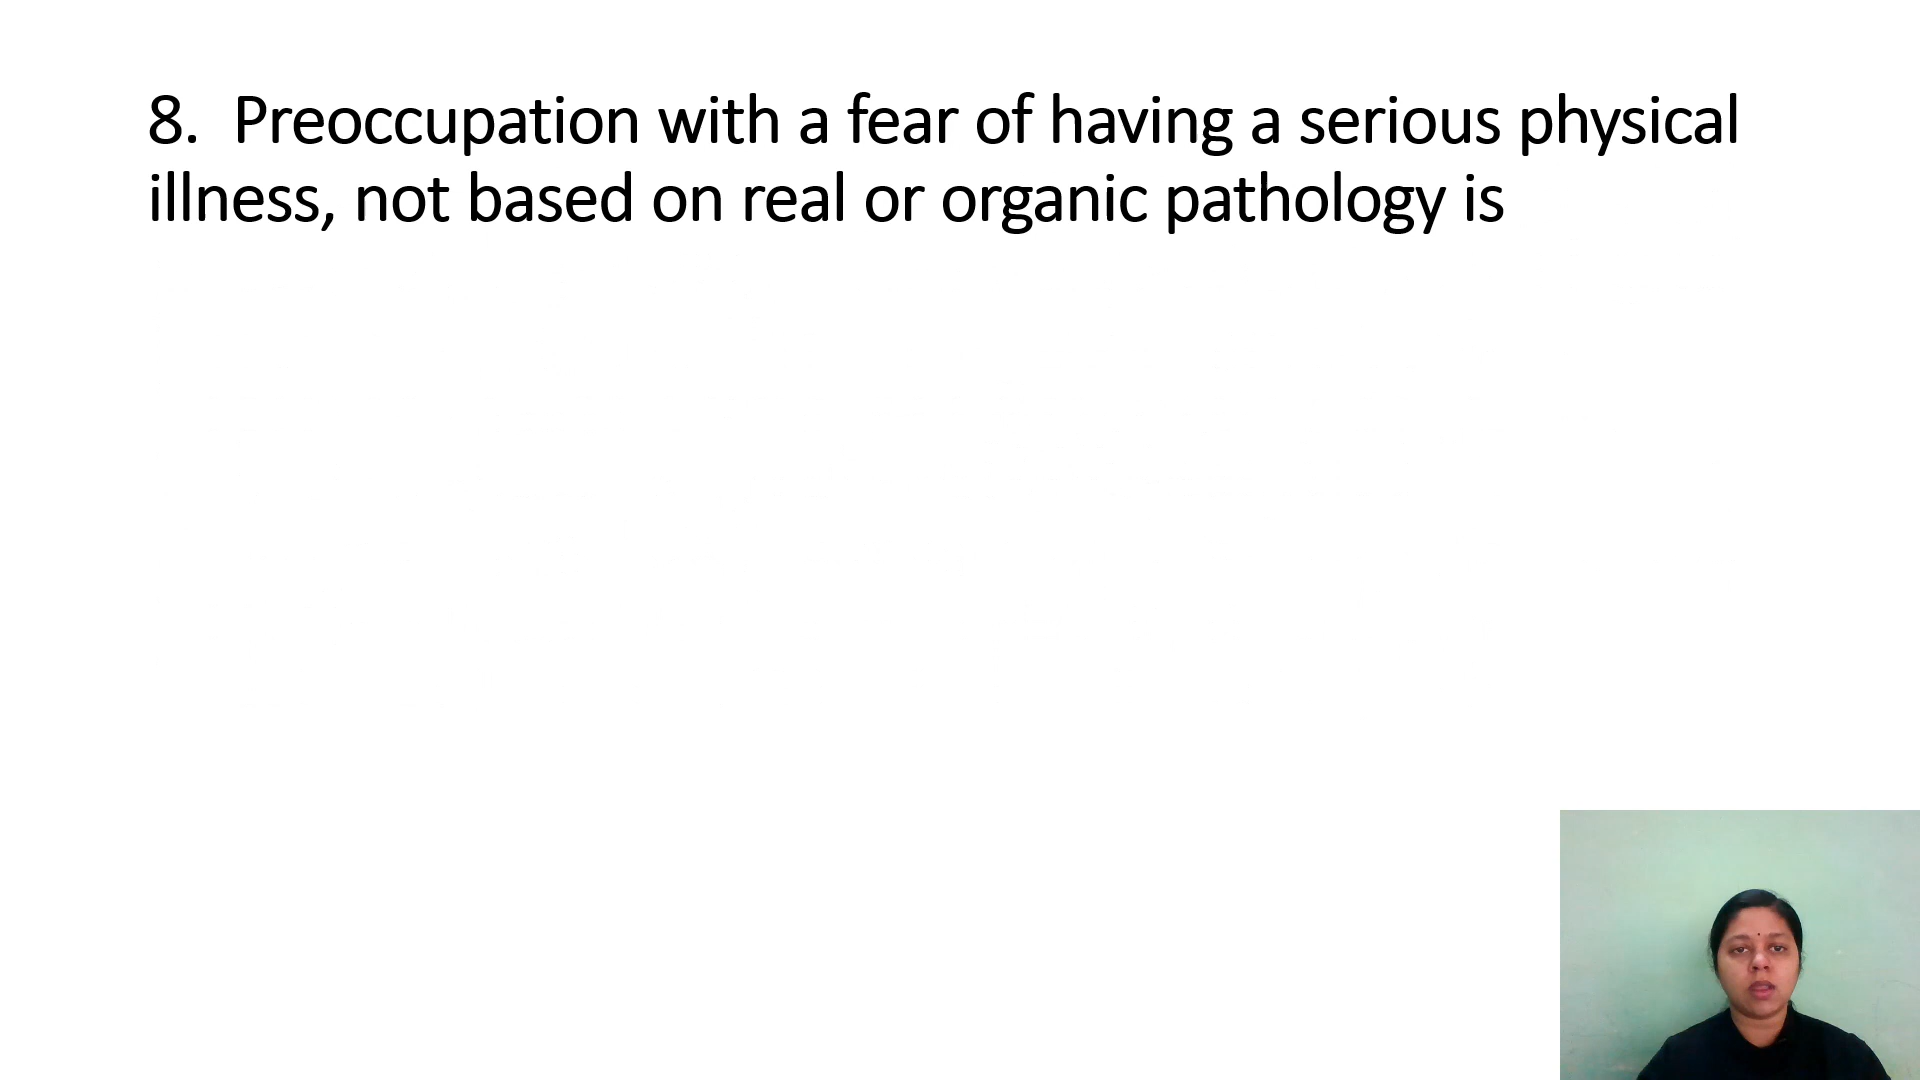 8. Preoccupation with a fear of having a serious physical
illness, not based on real or organic pathology is